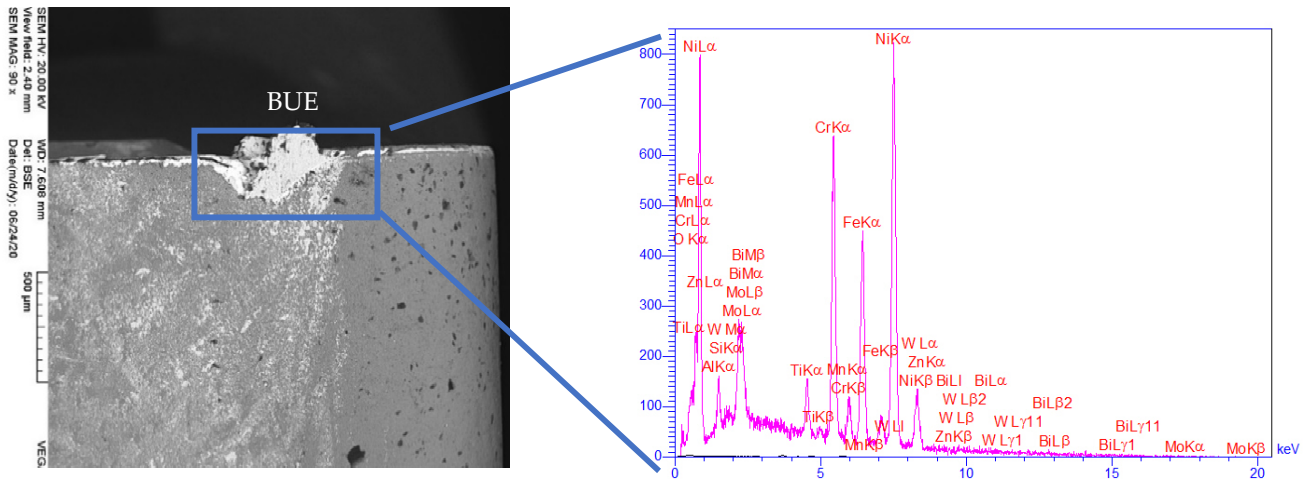 SEM HV: 20.00 kV
View field: 2.40 mm
SEM MAG: 90 x
WD: 7.608 mm
Det: BSE
Date(m/d/y): 06/24/20
500 µm
VEG
BUE
800
700
600
500
400
300
200
100
0
NiLα
FeLα
MnLα
CrLα
O Kα
ZnLα
TiLα
BiMβ
BiMα
MoLβ
MoLα
W Mα
SiKα
AlKα
TiKα
TiKβ
CrKα
MnKα
CrKβ
MnKβ
FeKα
FeKβ
W Ll
NiKα
W Lα
ZnKα
NiKβ
BiLl
BiLα
W Lβ2
W Lβ
ZnKβ
W Lγ11
W Lγ1
BiLβ2
BiLβ
BiLγ11
BiLγ1
MoKα
MoKβ
0
5
10
15
20
keV